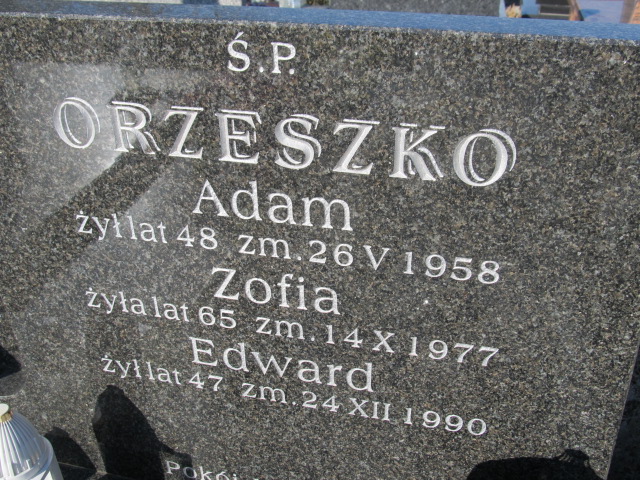 Ś.P.
ORZESZKO
Adam
żył lat 48 zm. 26 V 1958
Zofia
żyła lat 65 zm. 14 X 1977
Edward
żył lat 47 zm. 24 XII 1990
Pokój